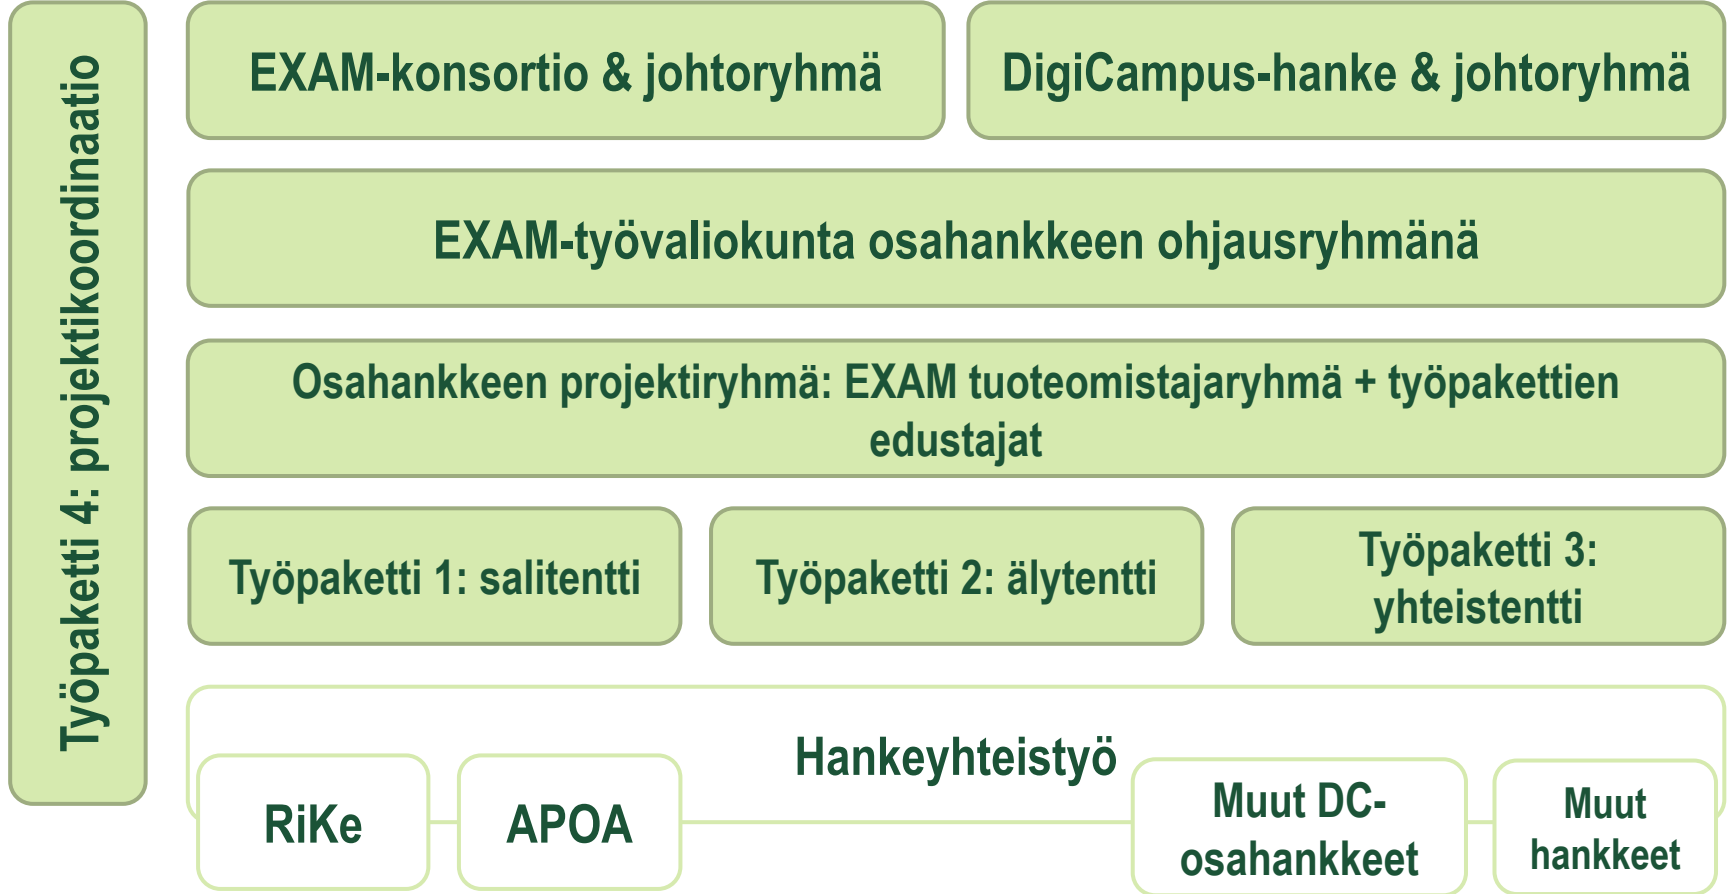 Työpaketti 4: projektikoordinaatio
EXAM-konsortio & johtoryhmä
DigiCampus-hanke & johtoryhmä
EXAM-työvaliokunta osahankkeen ohjausryhmänä
Osahankkeen projektiryhmä: EXAM tuoteomistajaryhmä + työpakettien
edustajat
Työpaketti 1: salitentti
Työpaketti 2: älytentti
Työpaketti 3:
yhteistentti
Hankeyhteistyö
RiKe
APOA
Muut DC-
osahankkeet
Muut
hankkeet